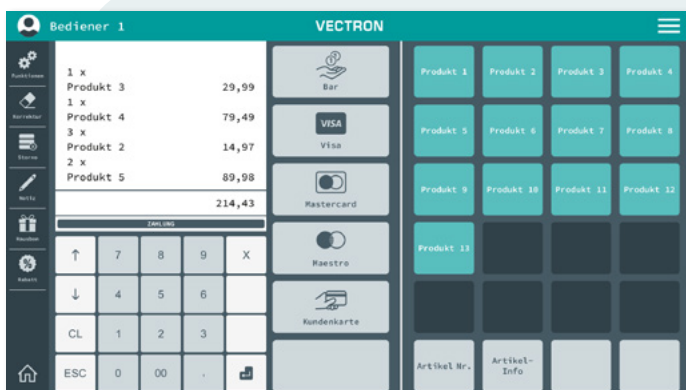 Bediener 1
VECTRON
Funktionen
Korrektur
Storno
Notiz
Rabatt
1 x
Produkt 3 29,99
1 x
Produkt 4 79,49
3 x
Produkt 2 14,97
2 x
Produkt 5 89,98
214,43
ZAHLUNG
↑ 7 8 9 X
↓ 4 5 6
CL 1 2 3
ESC 0 00 .
Bar
VISA
Visa
Mastercard
Maestro
Kundenkarte
Produkt 1 Produkt 2 Produkt 3 Produkt 4
Produkt 5 Produkt 6 Produkt 7 Produkt 8
Produkt 9 Produkt 10 Produkt 11 Produkt 12
Produkt 13
Artikel Nr. Artikel-
Info